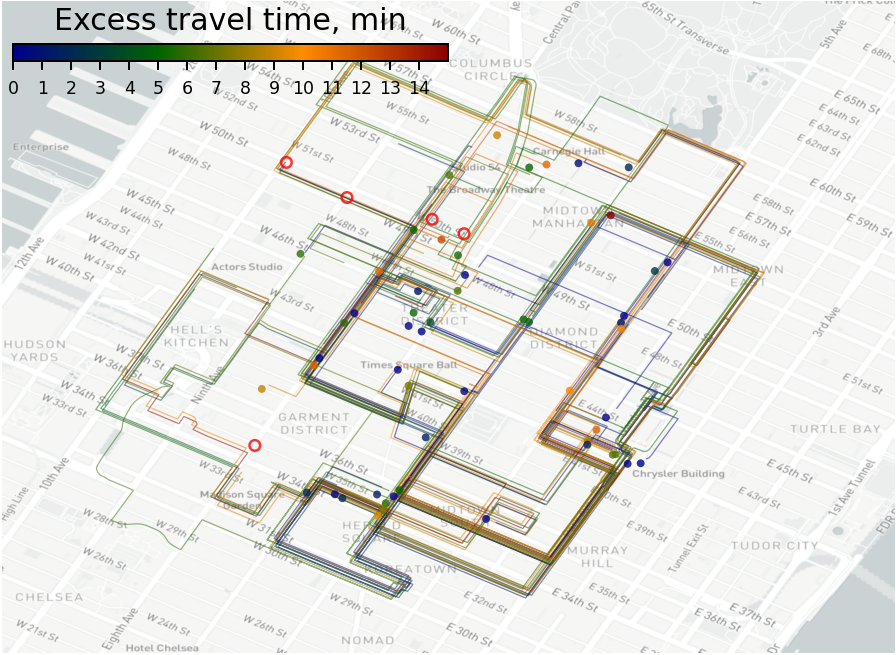 Excess travel time, min
0 1 2 3 4 5 6 7 8 9 10 11 12 13 14
Central Par
65th St Transverse
5th Ave
E 68th
W 54th St
W 57th St
COLUMBUS
CIRCLE
W 52nd St
W 55th St
W 58th St
E 65th St
E 64th St
E 63rd St
E 62nd St
W 50th St
W 53rd St
Enterprise
W 51st St
Carnegie Hall
W 48th St
Studio 54
The Broadway Theatre
E 60th St
W 45th St
W 44th St
W 43rd St
W 48th St
MIDTOWN
MANHATTAN
E 58th St
E 57th St
E 56th St
E 55th St
E 59th St
12th Ave
W 42nd St
W 41st St
W 40th St
W 46th St
Actors Studio
W 51st St
MIDTOWN
EAST
W 43rd St
W 48th St
W 49th St
THEATER
DISTRICT
3rd Ave
HELL'S
KITCHEN
DIAMOND
DISTRICT
E 50th St
HUDSON
YARDS
W 36th St
Times Square Ball
E 48th St
W 34th St
W 33rd St
Ninth Ave
E 51st St
W 41st St
W 40th St
E 44th St
GARMENT
DISTRICT
W 39th St
TURTLE BAY
10th Ave
W 33rd St
W 36th St
Chrysler Building
High Line
Madison Square
Garden
W 34th
W 35th St
E 43rd St
1st Ave Tunnel
W 28th St
W 29th St
W 31st St
HERALD
SQUARE
MIDTOWN
SOUTH
E 39th St
Tunnel Exit St
TUDOR CITY
W 26th St
W 30th St
KOREATOWN
MURRAY
HILL
CHELSEA
Eighth Ave
W 29th St
E 32nd St
E 34th St
E 35th St
E 37th St
E 36th St
W 21st St
W 26th St
W 24th St
Hotel Chelsea
NOMAD
E 30th St